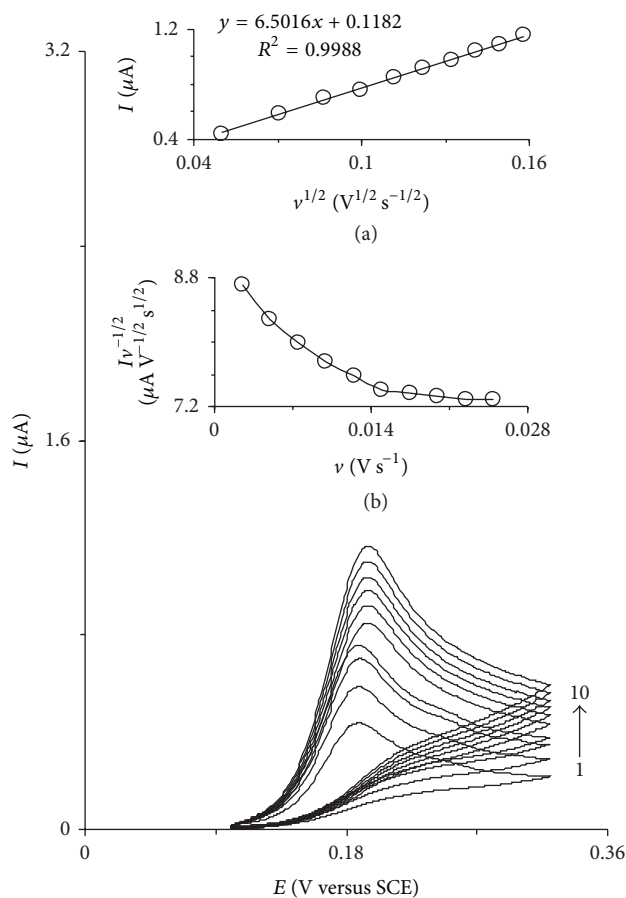 y = 6.5016x + 0.1182
R² = 0.9988
1.2
I (μA)
0.4
0.04
0.1
0.16
ν^{1/2} (V^{1/2} s^{−1/2})
(a)
8.8
Iν^{−1/2}
(μA V^{−1/2} s^{1/2})
7.2
0
0.014
0.028
ν (V s^{−1})
(b)
3.2
1.6
I (μA)
0
10
1
0
0.18
0.36
E (V versus SCE)